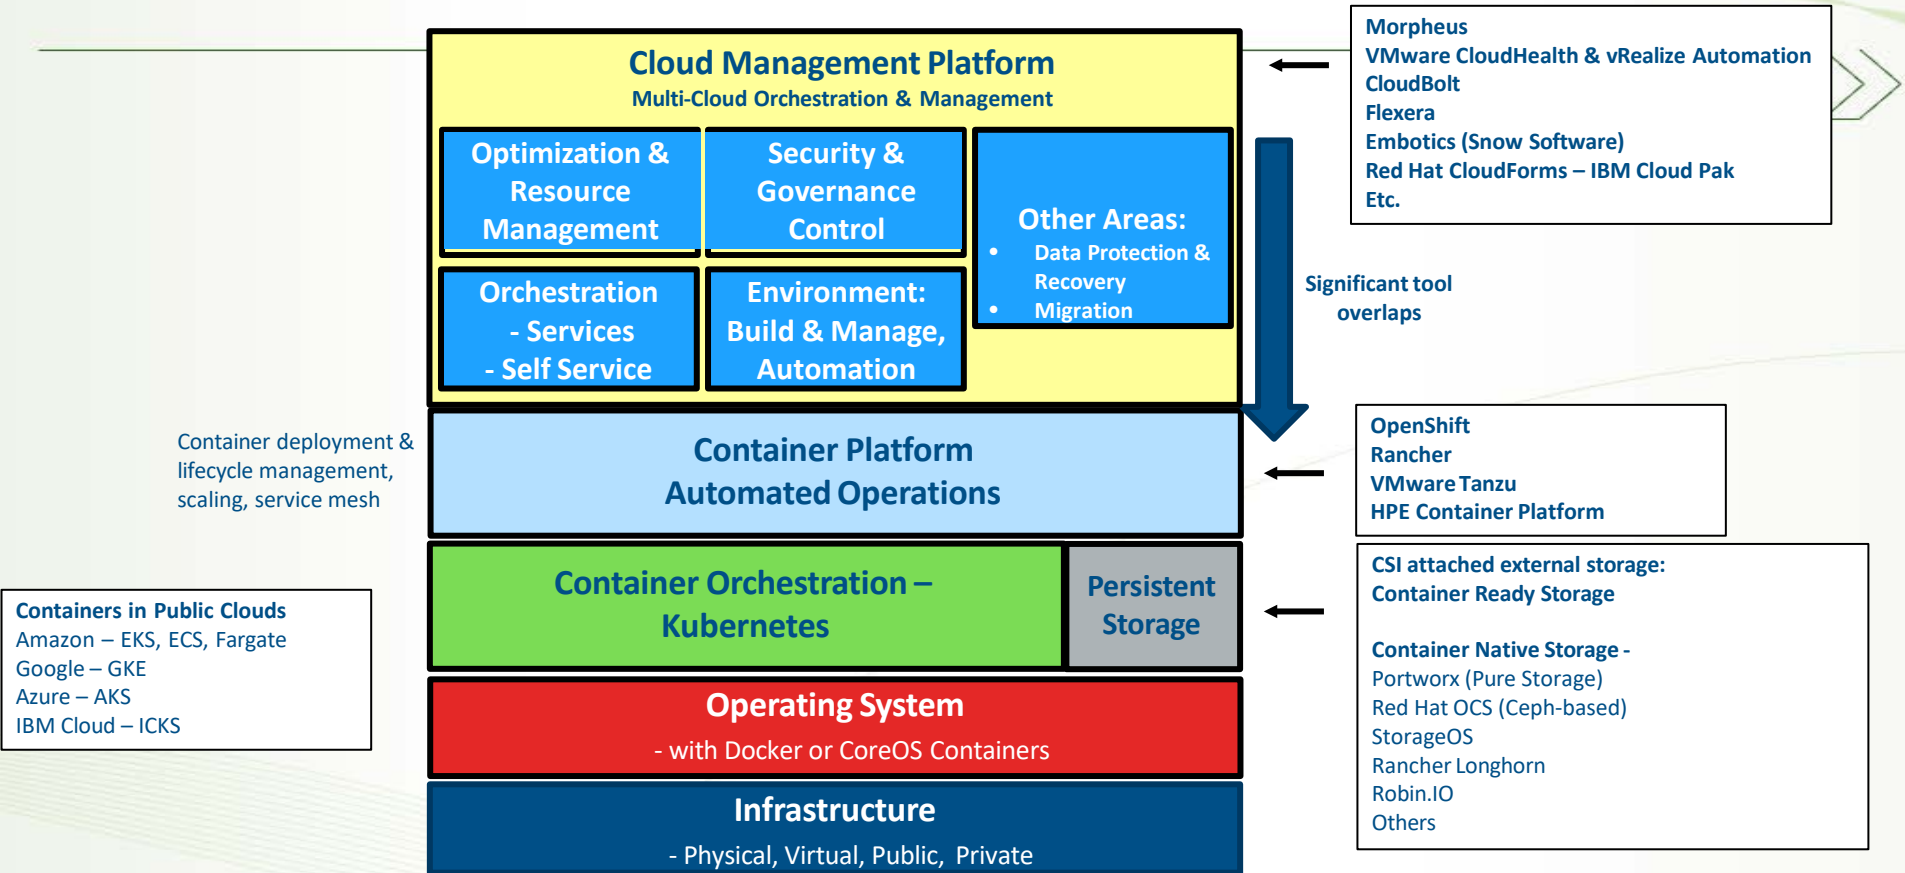 Cloud Management Platform
Multi-Cloud Orchestration & Management
Optimization &
Resource
Management
Security &
Governance
Control
Other Areas:
• Data Protection &
Recovery
• Migration
Orchestration
- Services
- Self Service
Environment:
Build & Manage,
Automation
Morpheus
VMware CloudHealth & vRealize Automation
CloudBolt
Flexera
Embotics (Snow Software)
Red Hat CloudForms – IBM Cloud Pak
Etc.
Significant tool
overlaps
Container deployment &
lifecycle management,
scaling, service mesh
Container Platform
Automated Operations
OpenShift
Rancher
VMware Tanzu
HPE Container Platform
Containers in Public Clouds
Amazon – EKS, ECS, Fargate
Google – GKE
Azure – AKS
IBM Cloud – ICKS
Container Orchestration –
Kubernetes
Persistent
Storage
CSI attached external storage:
Container Ready Storage
Container Native Storage -
Portworx (Pure Storage)
Red Hat OCS (Ceph-based)
StorageOS
Rancher Longhorn
Robin.IO
Others
Operating System
- with Docker or CoreOS Containers
Infrastructure
- Physical, Virtual, Public, Private